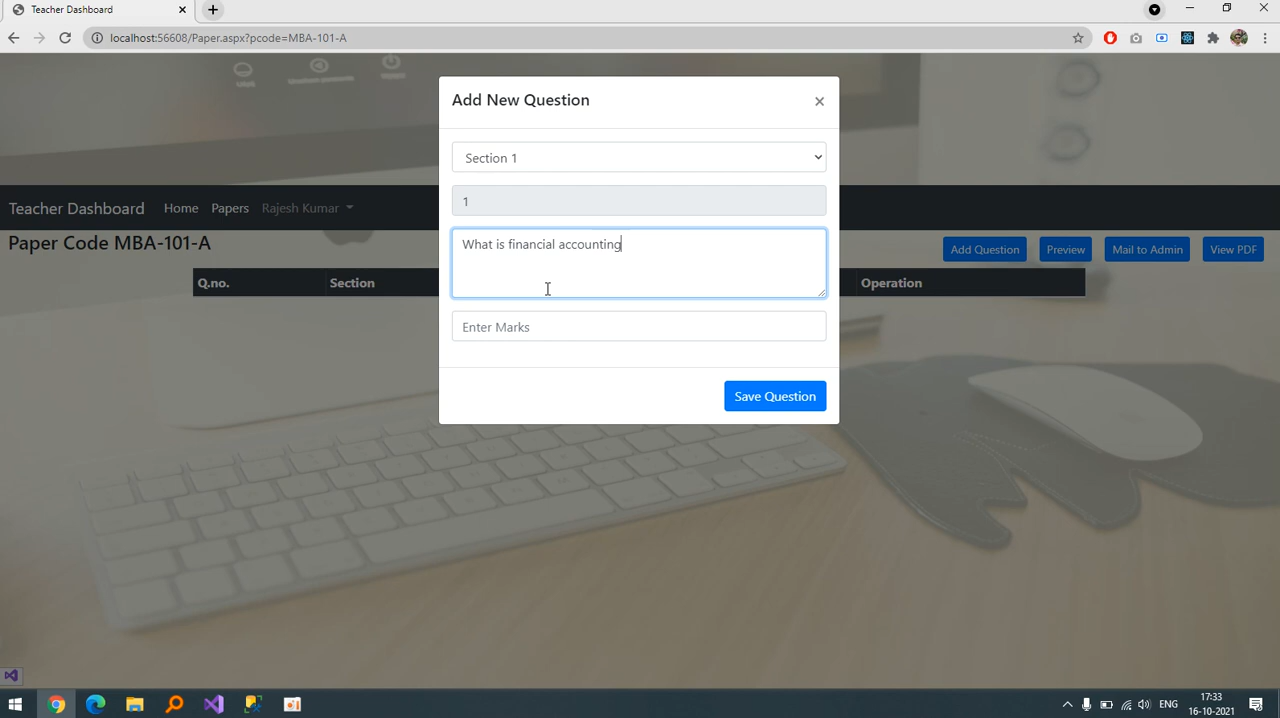 Teacher Dashboard
localhost:56608/Paper.aspx?pcode=MBA-101-A
Add New Question
×
Section 1
1
What is financial accounting
Enter Marks
Save Question
Teacher Dashboard Home Papers Rajesh Kumar
Paper Code MBA-101-A
Add Question Preview Mail to Admin View PDF
Q.no. Section Operation
ENG
17:33
16-10-2021